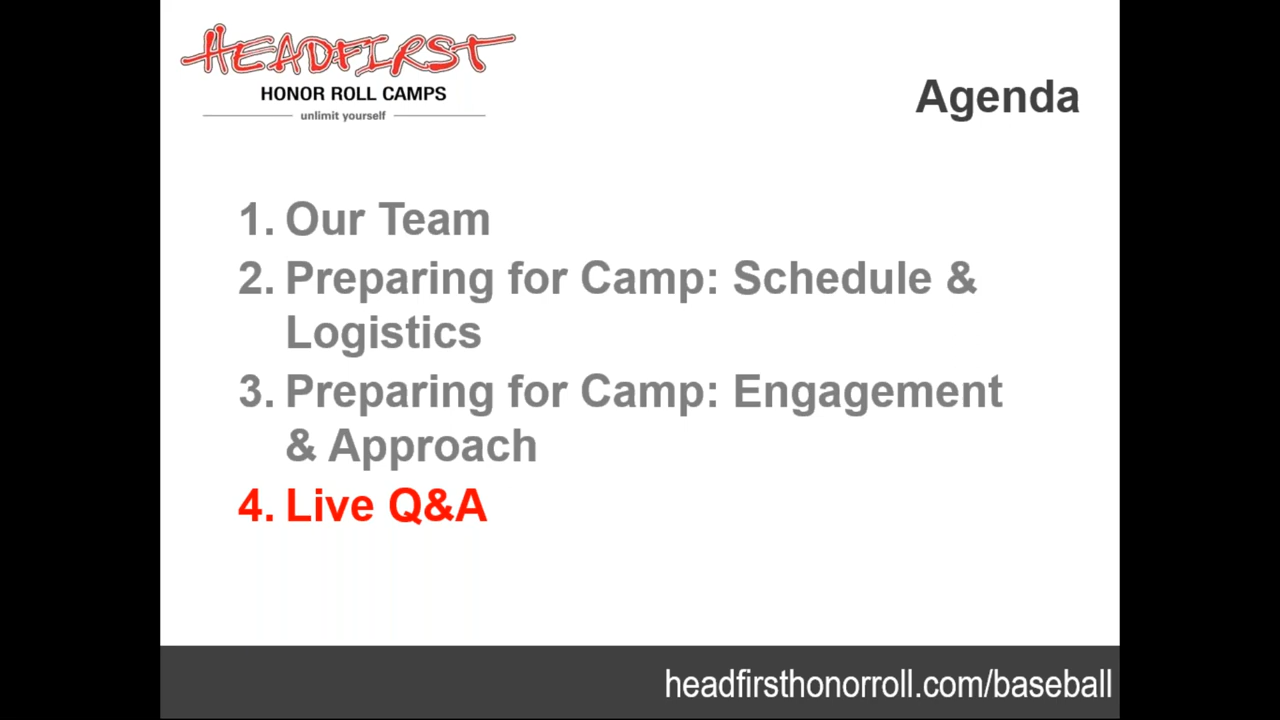 HEADFIRST
HONOR ROLL CAMPS
unlimit yourself
Agenda
1. Our Team
2. Preparing for Camp: Schedule &
Logistics
3. Preparing for Camp: Engagement
& Approach
4. Live Q&A
headfirsthonorroll.com/baseball